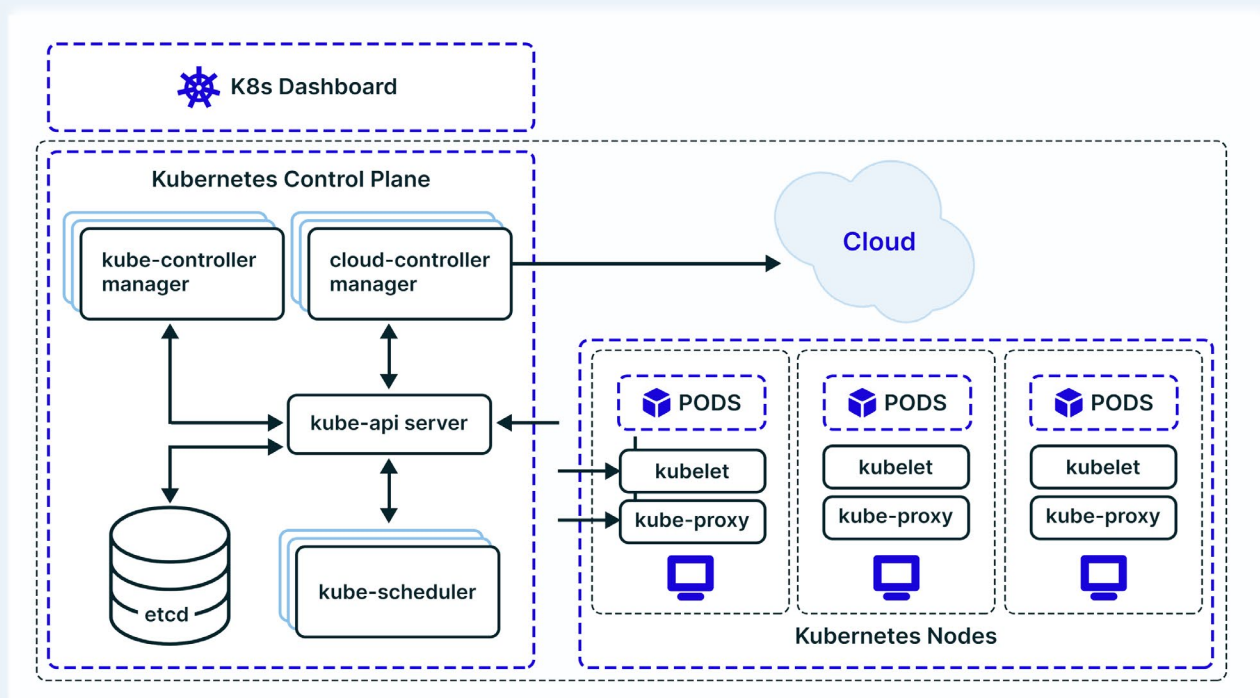 K8s Dashboard
Kubernetes Control Plane
kube-controller
manager
cloud-controller
manager
Cloud
kube-api server
etcd
kube-scheduler
PODS
kubelet
kube-proxy
PODS
kubelet
kube-proxy
PODS
kubelet
kube-proxy
Kubernetes Nodes